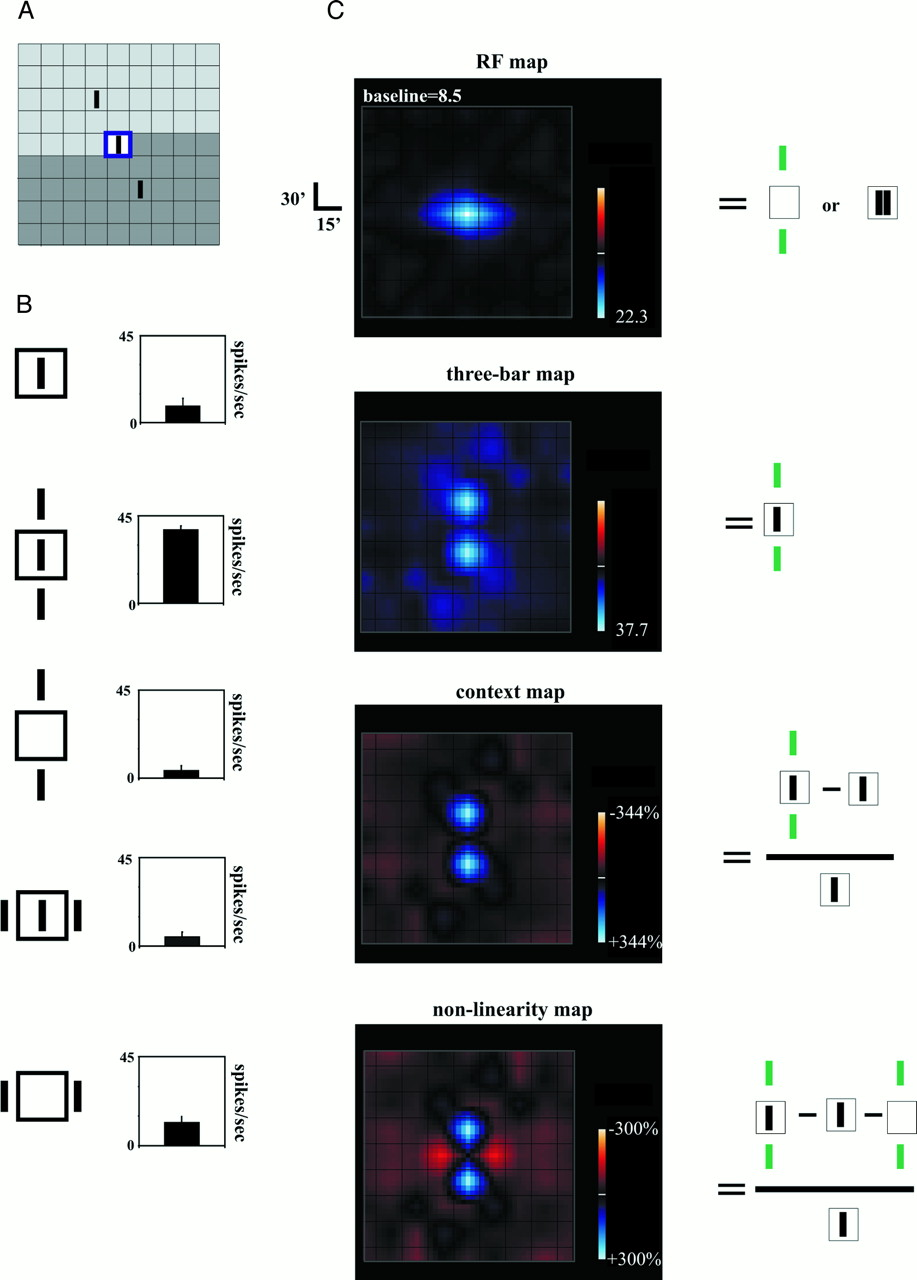 A
C
RF map
baseline=8.5
30’
15’
22.3
or
B
45
0
spikes/sec
three-bar map
37.7
45
0
spikes/sec
45
0
spikes/sec
context map
-344%
+344%
45
0
spikes/sec
non-linearity map
-300%
+300%
45
0
spikes/sec